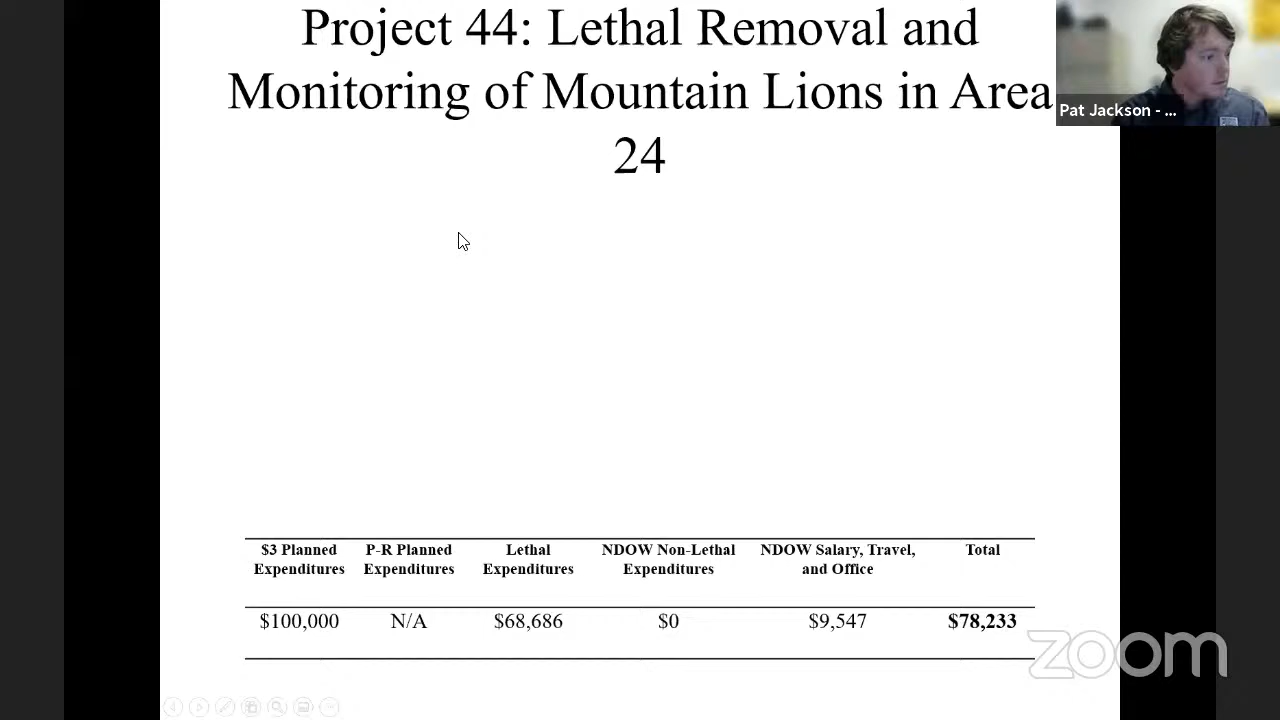 Project 44: Lethal Removal and
Monitoring of Mountain Lions in Area
24
Pat Jackson - ...
$3 Planned Expenditures P-R Planned Expenditures Lethal Expenditures NDOW Non-Lethal Expenditures NDOW Salary, Travel, and Office Total
$100,000 N/A $68,686 $0 $9,547 $78,233
zoom